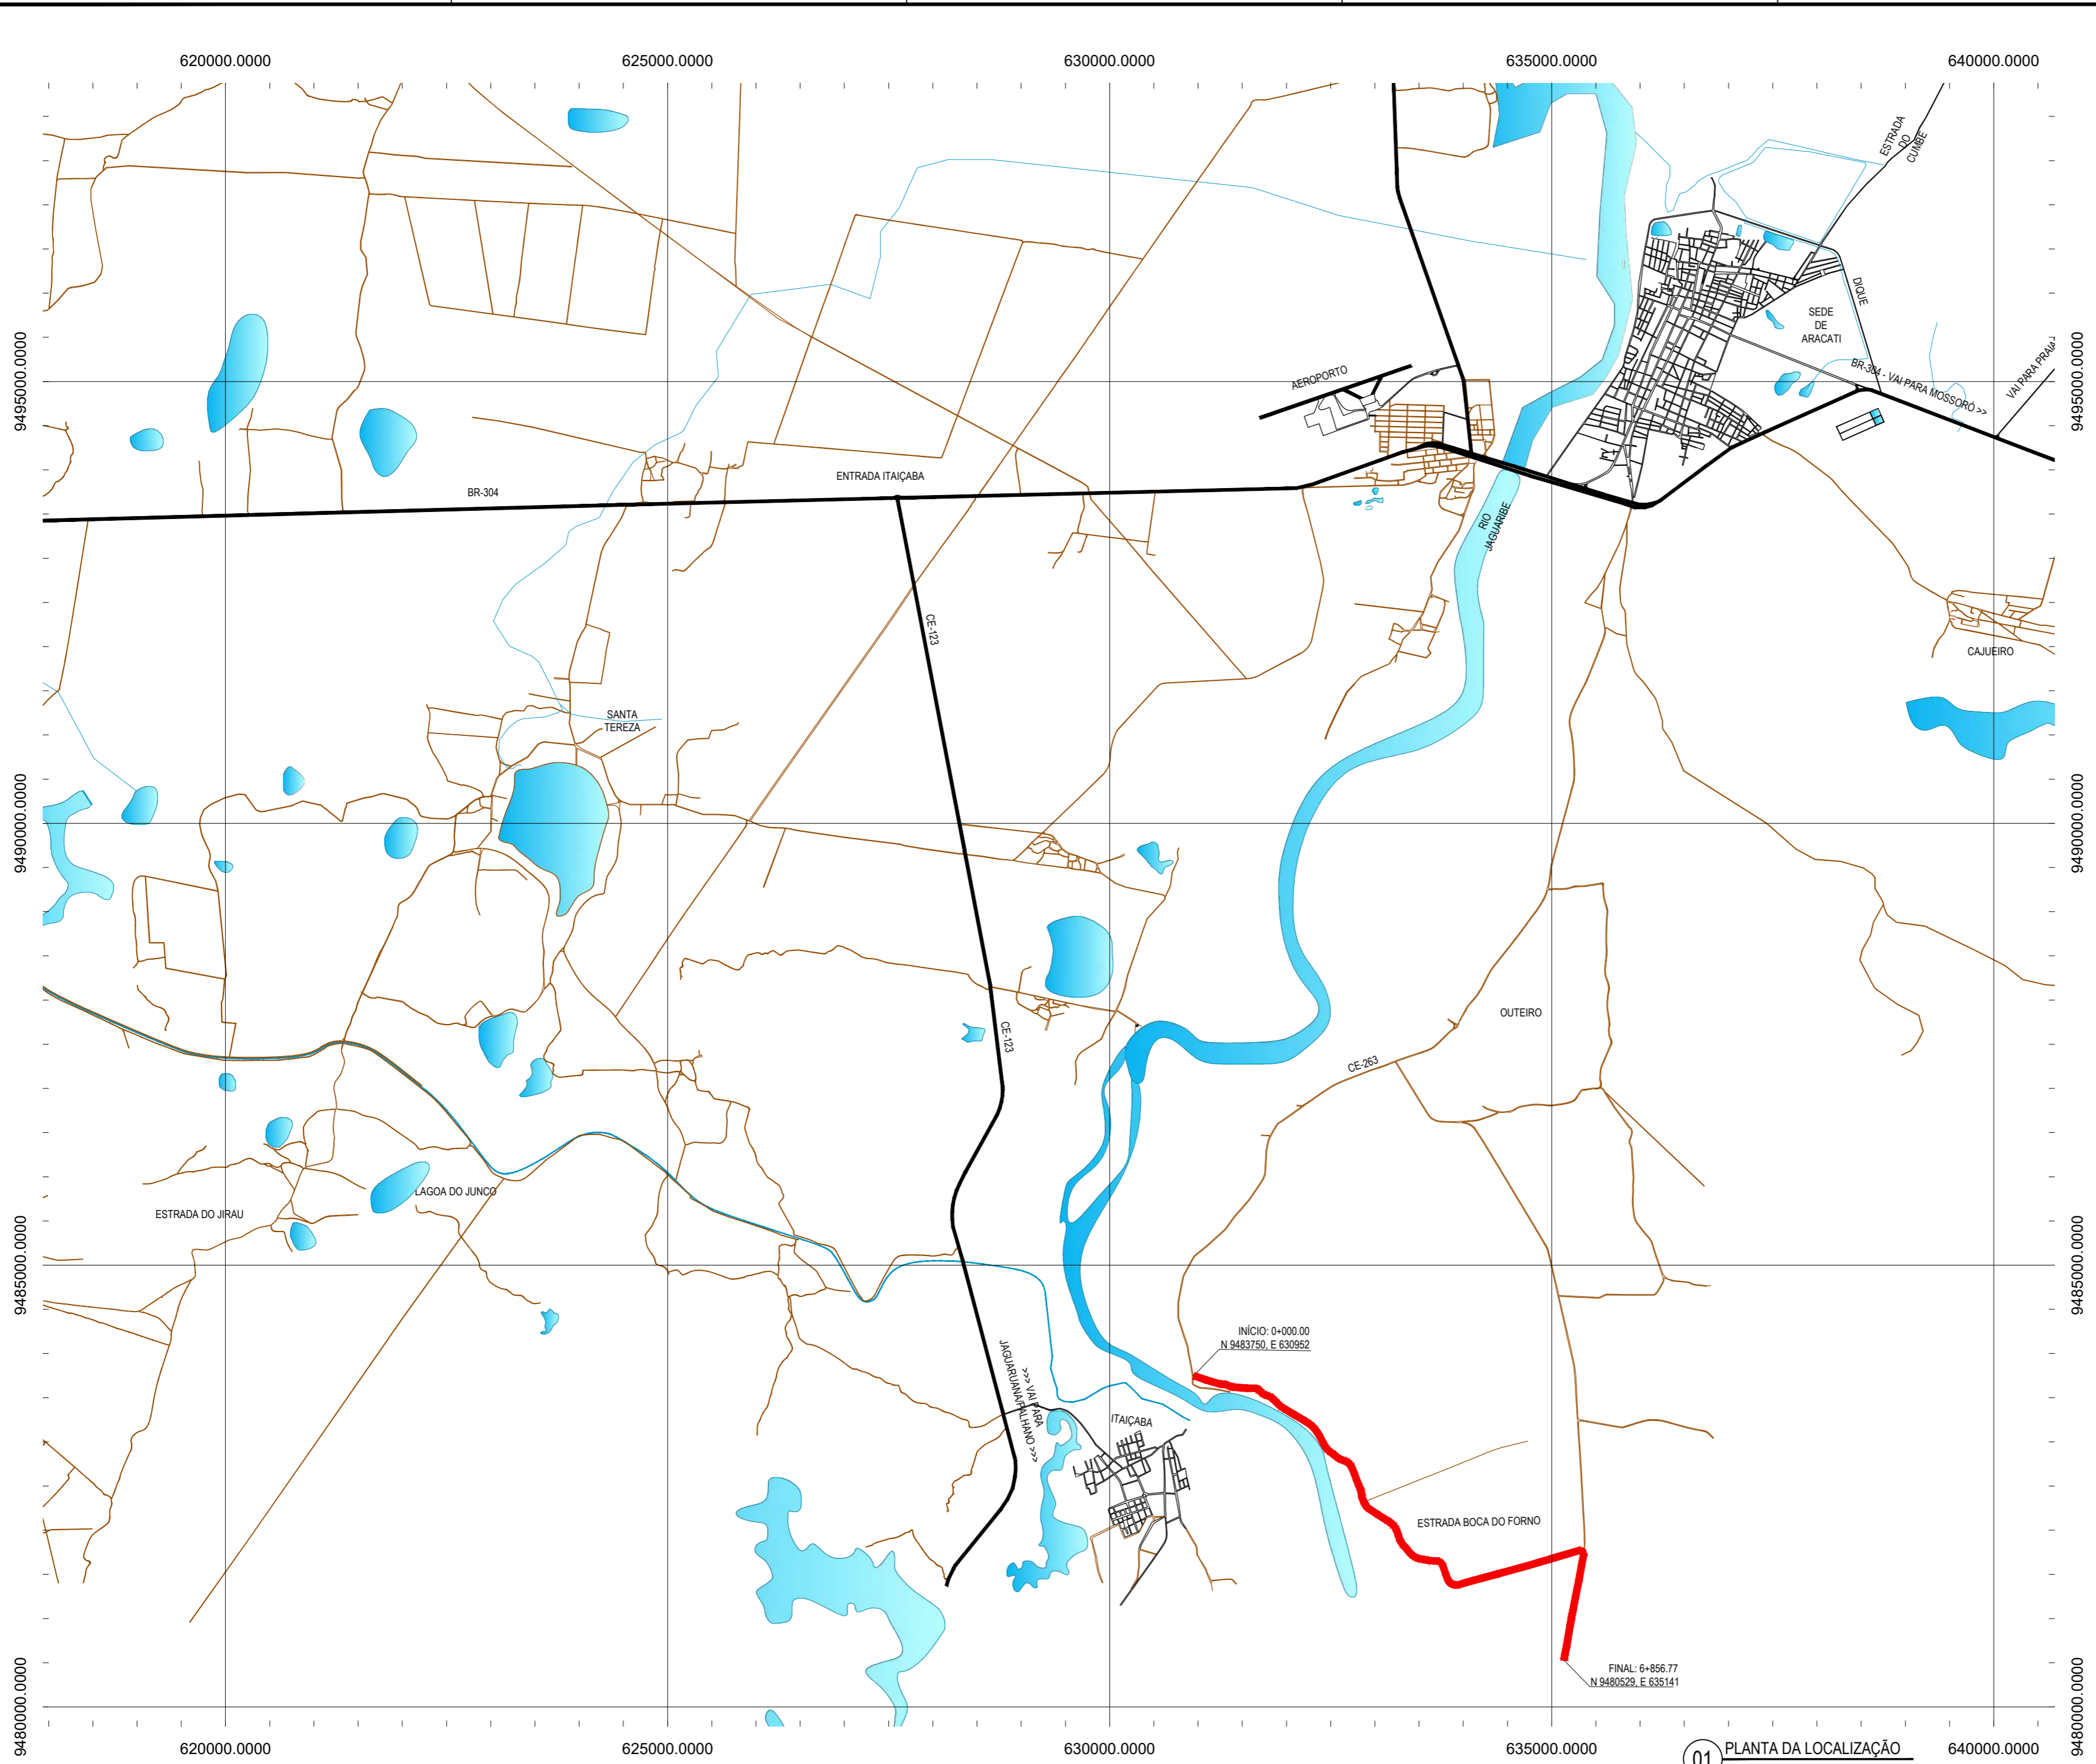 620000.0000
625000.0000
630000.0000
635000.0000
640000.0000
ESTRADA
DO
CUMBE
DIQUE
SEDE
DE
ARACATI
9495000.0000
9495000.0000
BR-304 - VAI PARA MOSSORÓ >>
VAI PARA PRAIA
AEROPORTO
ENTRADA ITAIÇABA
BR-304
RIO
JAGUARIBE
CE-123
CAJUEIRO
SANTA
TEREZA
9490000.0000
9490000.0000
OUTEIRO
CE-123
CE-263
LAGOA DO JUNCO
ESTRADA DO JIRAU
9485000.0000
9485000.0000
INÍCIO: 0+000.00
N 9483750, E 630952
>>> VAI PARA
JAGUARUANA/PALHANO >>>
ITAIÇABA
ESTRADA BOCA DO FORNO
FINAL: 6+856.77
N 9480529, E 635141
9480000.0000
9480000.0000
620000.0000
625000.0000
630000.0000
635000.0000
640000.0000
01
PLANTA DA LOCALIZAÇÃO